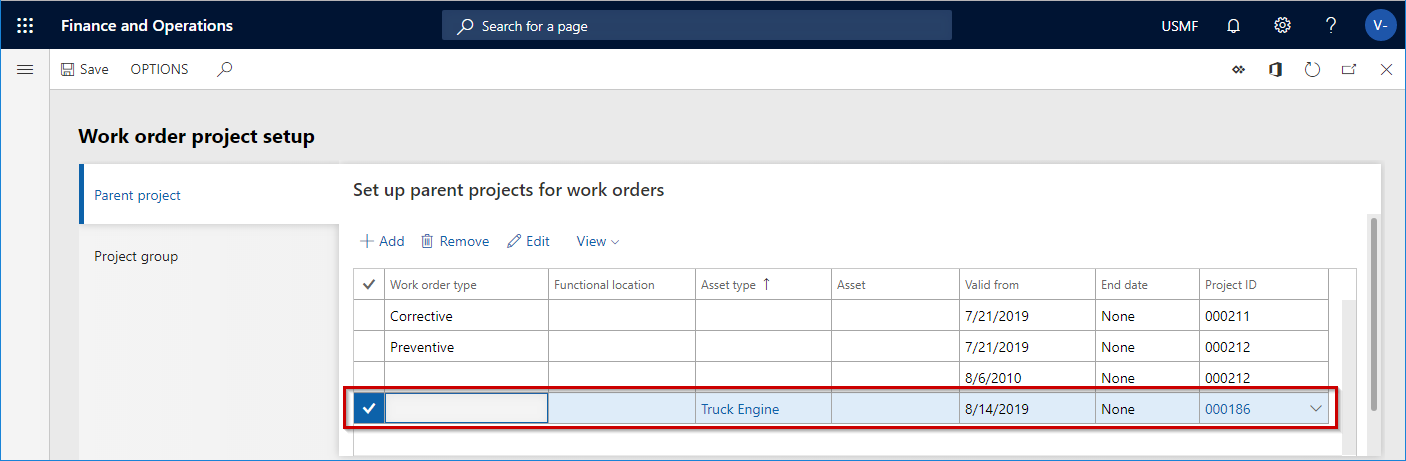 Finance and Operations
Search for a page
USMF
?
V-
Save OPTIONS
Work order project setup
Parent project
Project group
Set up parent projects for work orders
Add Remove Edit View
Work order type Functional location Asset type ↑ Asset Valid from End date Project ID
Corrective 7/21/2019 None 000211
Preventive 7/21/2019 None 000212
8/6/2010 None 000212
Truck Engine 8/14/2019 None 000186